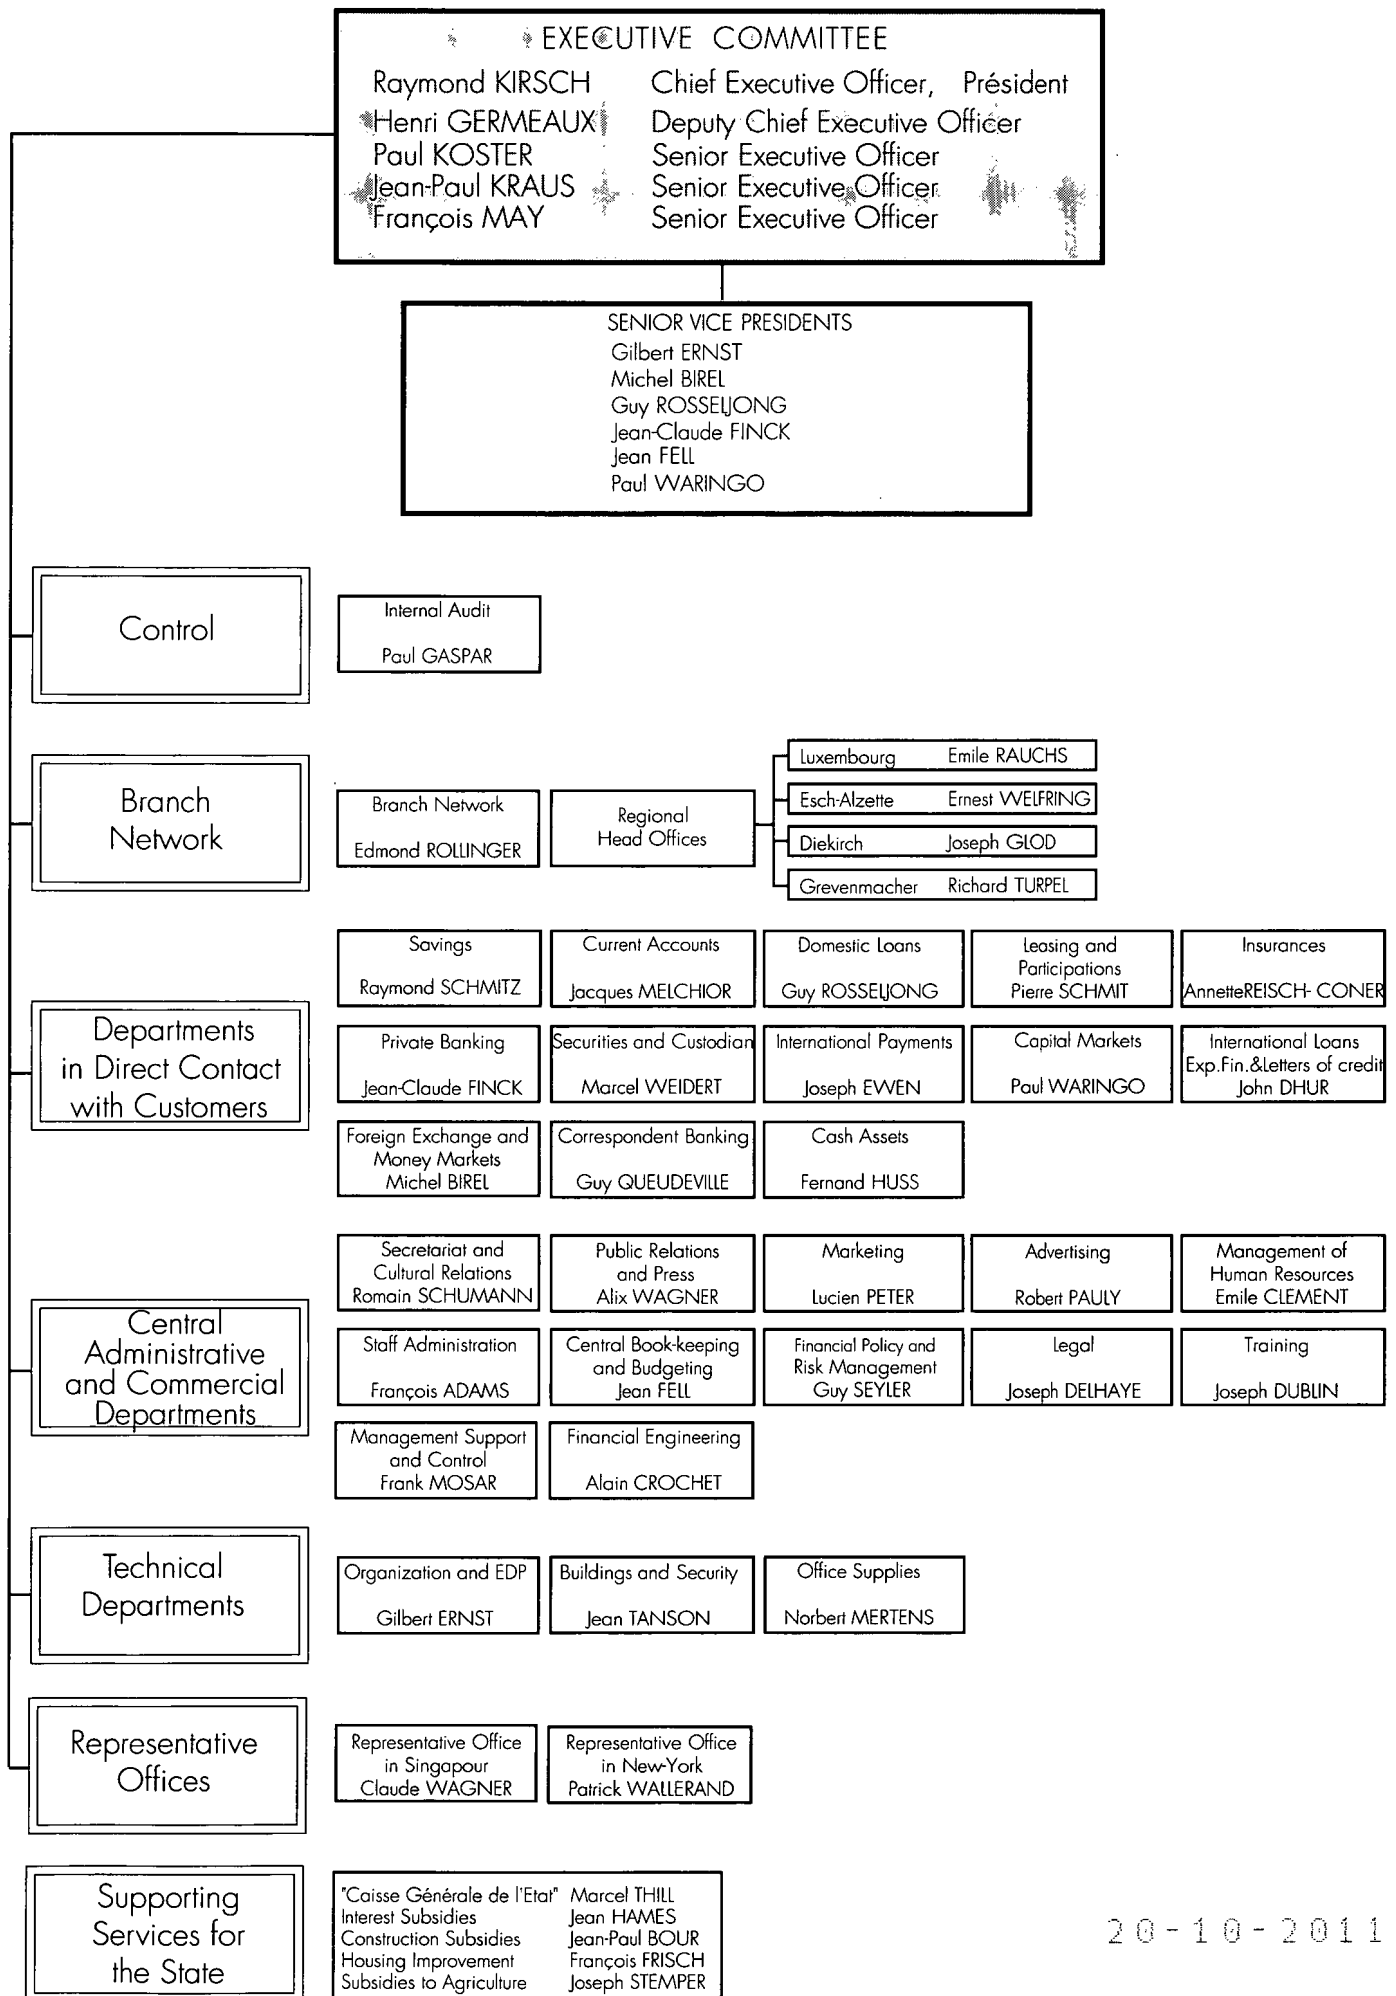 EXECUTIVE COMMITTEE
Raymond KIRSCH Chief Executive Officer, Président
Henri GERMEAUX Deputy Chief Executive Officer
Paul KOSTER Senior Executive Officer
Jean-Paul KRAUS Senior Executive Officer
François MAY Senior Executive Officer
SENIOR VICE PRESIDENTS
Gilbert ERNST
Michel BIREL
Guy ROSSELJONG
Jean-Claude FINCK
Jean FELL
Paul WARINGO
Control
Internal Audit
Paul GASPAR
Branch
Network
Branch Network
Edmond ROLLINGER
Regional
Head Offices
Luxembourg Emile RAUCHS
Esch-Alzette Ernest WELFRING
Diekirch Joseph GLOD
Grevenmacher Richard TURPEL
Departments
in Direct Contact
with Customers
Savings
Raymond SCHMITZ
Current Accounts
Jacques MELCHIOR
Domestic Loans
Guy ROSSELJONG
Leasing and
Participations
Pierre SCHMIT
Insurances
AnnetteREISCH- CONER
Private Banking
Jean-Claude FINCK
Securities and Custodian
Marcel WEIDERT
International Payments
Joseph EWEN
Capital Markets
Paul WARINGO
International Loans
Exp.Fin.&Letters of credit
John DHUR
Foreign Exchange and
Money Markets
Michel BIREL
Correspondent Banking
Guy QUEUDEVILLE
Cash Assets
Fernand HUSS
Central
Administrative
and Commercial
Departments
Secretariat and
Cultural Relations
Romain SCHUMANN
Public Relations
and Press
Alix WAGNER
Marketing
Lucien PETER
Advertising
Robert PAULY
Management of
Human Resources
Emile CLEMENT
Staff Administration
François ADAMS
Central Book-keeping
and Budgeting
Jean FELL
Financial Policy and
Risk Management
Guy SEYLER
Legal
Joseph DELHAYE
Training
Joseph DUBLIN
Management Support
and Control
Frank MOSAR
Financial Engineering
Alain CROCHET
Technical
Departments
Organization and EDP
Gilbert ERNST
Buildings and Security
Jean TANSON
Office Supplies
Norbert MERTENS
Representative
Offices
Representative Office
in Singapour
Claude WAGNER
Representative Office
in New-York
Patrick WALLERAND
Supporting
Services for
the State
"Caisse Générale de l'Etat" Marcel THILL
Interest Subsidies Jean HAMES
Construction Subsidies Jean-Paul BOUR
Housing Improvement François FRISCH
Subsidies to Agriculture Joseph STEMPER
20-10-2011